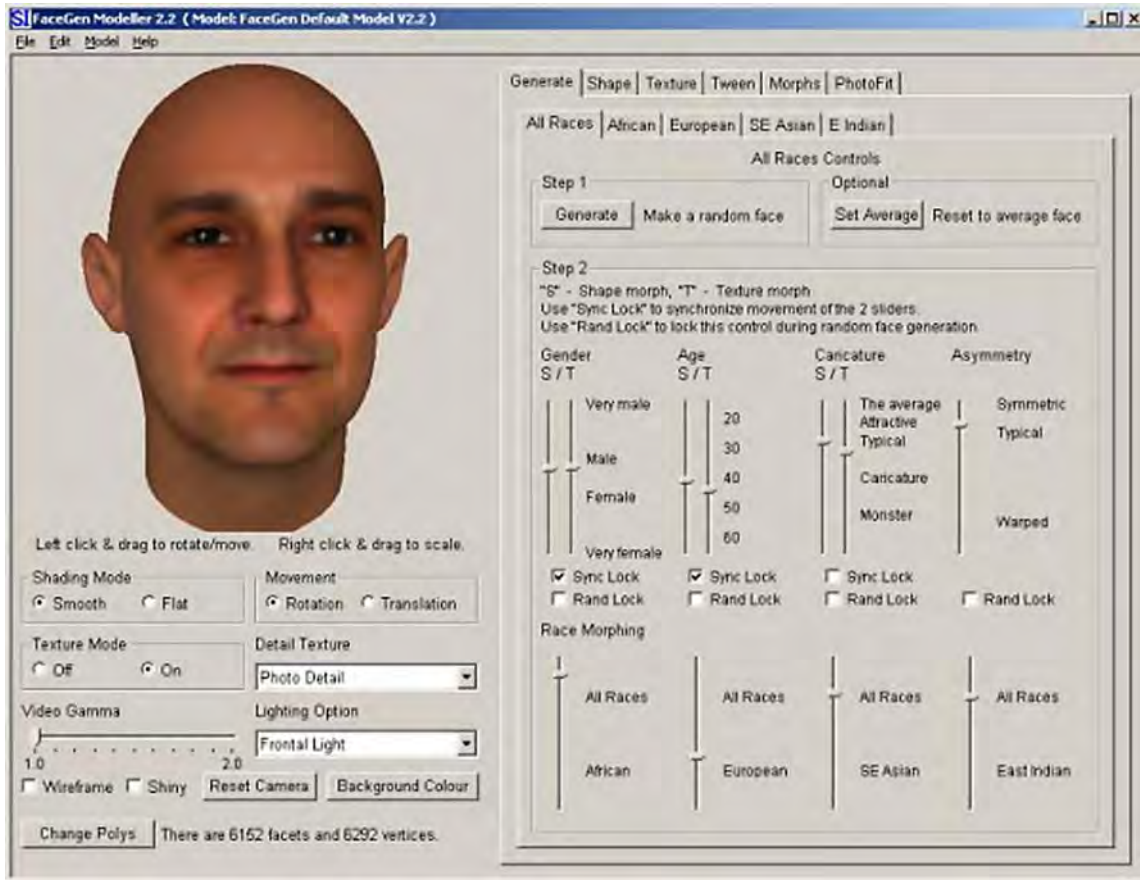 SI FaceGen Modeller 2.2 ( Model: FaceGen Default Model V2.2 )
File Edit Model Help
Generate Shape Texture Tween Morphs PhotoFit
All Races African European SE Asian E Indian
All Races Controls
Step 1
Generate Make a random face
Optional
Set Average Reset to average face
Step 2
"S" - Shape morph, "T" - Texture morph
Use "Sync Lock" to synchronize movement of the 2 sliders.
Use "Rand Lock" to lock this control during random face generation
Gender
S / T
Very male
Male
Female
Very female
Sync Lock
Rand Lock
Age
S / T
20
30
40
50
60
Sync Lock
Rand Lock
Caricature
S / T
The average
Attractive
Typical
Caricature
Monster
Sync Lock
Rand Lock
Asymmetry
Symmetric
Typical
Warped
Rand Lock
Race Morphing
All Races
African
All Races
European
All Races
SE Asian
All Races
East Indian
Left click & drag to rotate/move. Right click & drag to scale.
Shading Mode
Smooth Flat
Movement
Rotation Translation
Texture Mode
Off On
Detail Texture
Photo Detail
Video Gamma
1.0 2.0
Lighting Option
Frontal Light
Wireframe Shiny Reset Camera Background Colour
Change Polys There are 6152 facets and 6292 vertices.